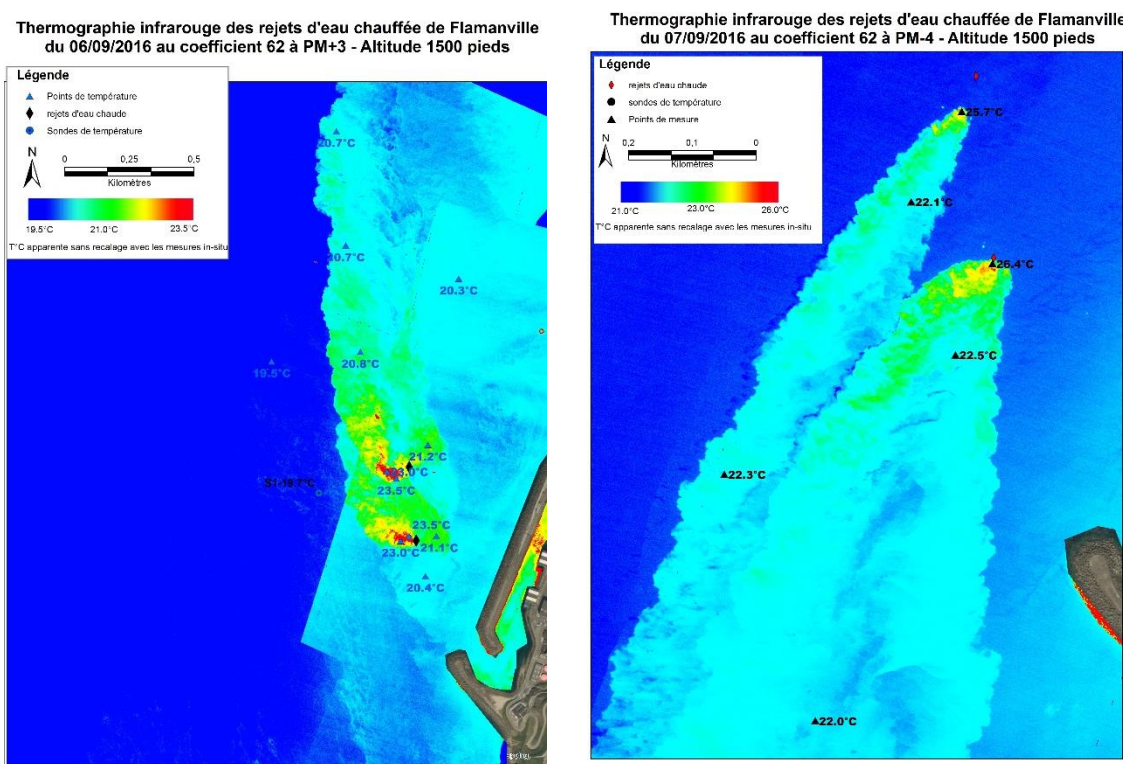 Thermographie infrarouge des rejets d'eau chauffée de Flamanville
du 06/09/2016 au coefficient 62 à PM+3 - Altitude 1500 pieds
Légende
Points de température
rejets d'eau chaude
Sondes de température
N
0 0,25 0,5
Kilomètres
19.5°C 21.0°C 23.5°C
T°C apparente sans recalage avec les mesures in-situ
20.7°C
20.3°C
20.8°C
19.5°C
21.2°C
23.5°C
23.5°C
23.0°C
21.1°C
20.4°C
Thermographie infrarouge des rejets d'eau chauffée de Flamanville
du 07/09/2016 au coefficient 62 à PM-4 - Altitude 1500 pieds
Légende
rejets d'eau chaude
sondes de température
Points de mesure
N
0,2 0,1 0
Kilomètres
21.0°C 23.0°C 26.0°C
T°C apparente sans recalage avec les mesures in-situ
25.7°C
22.1°C
26.4°C
22.5°C
22.3°C
22.0°C